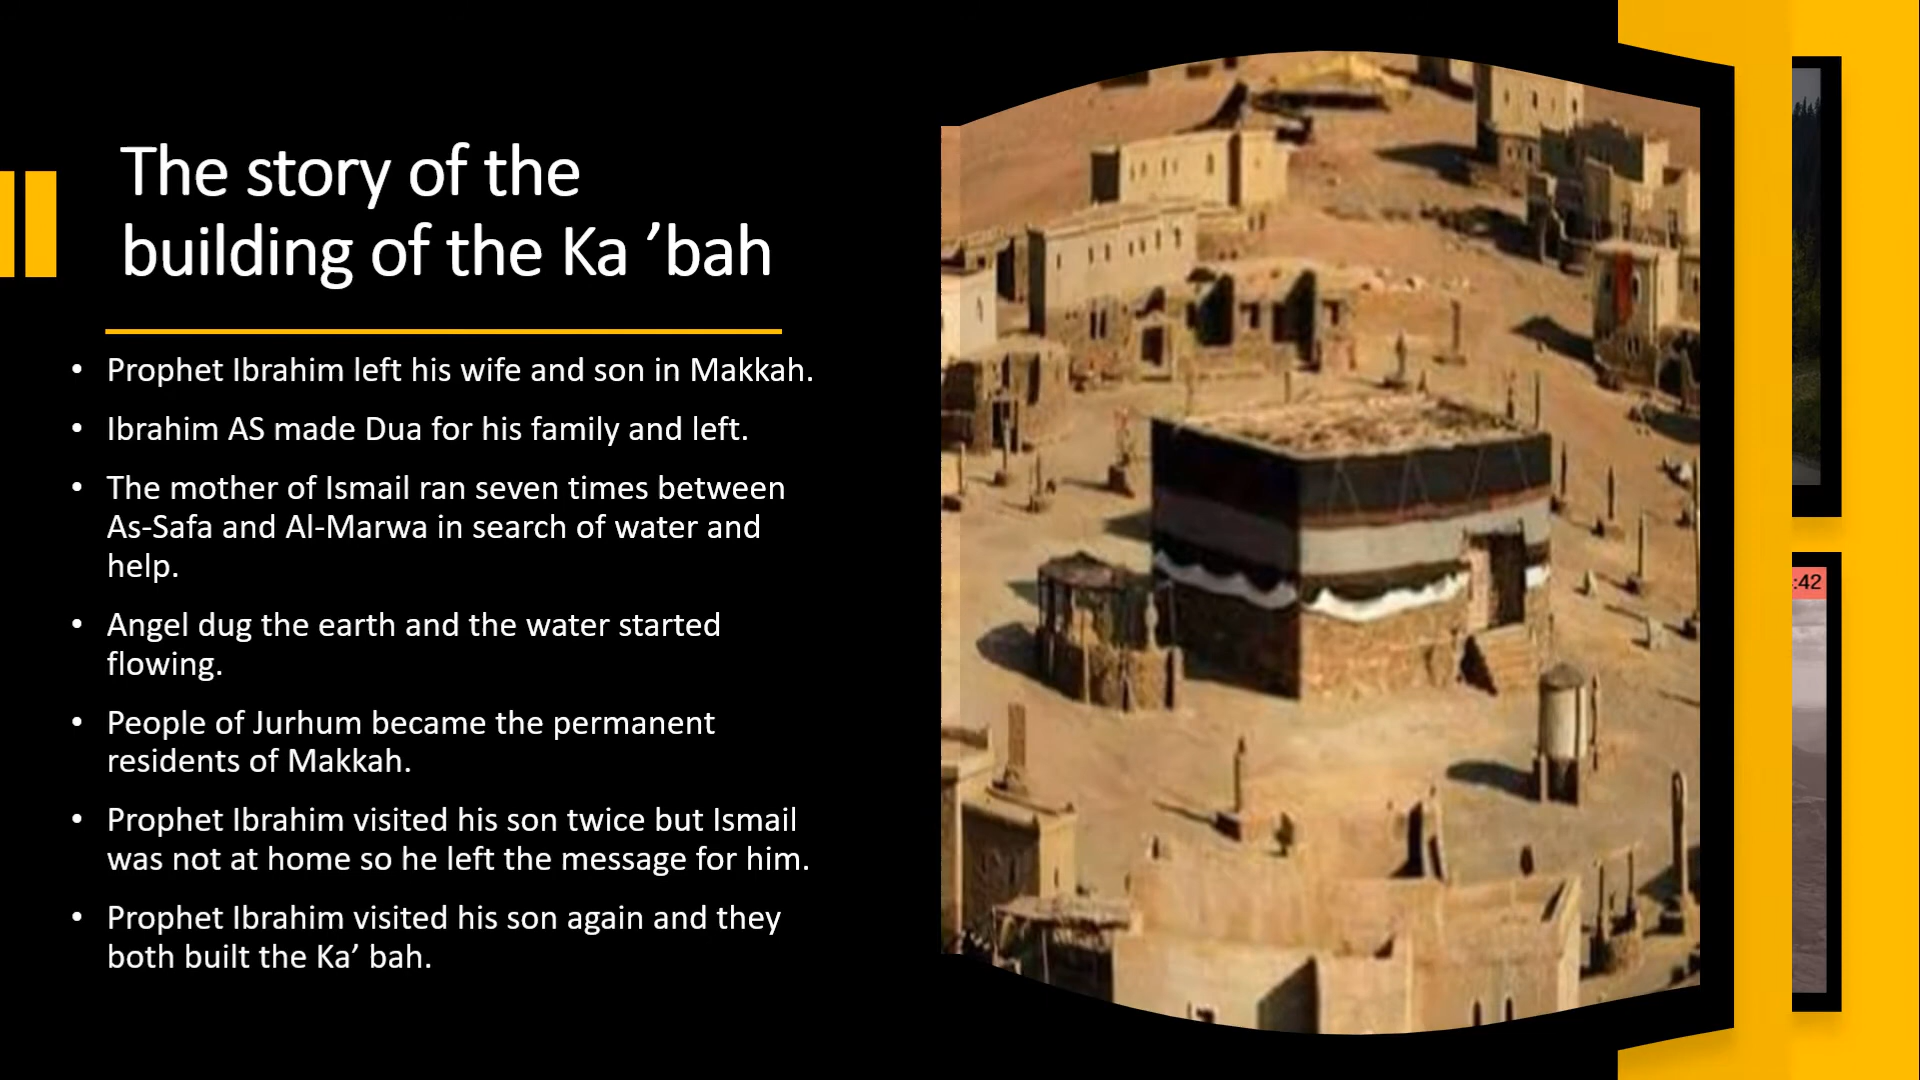 The story of the
building of the Ka ’bah
• Prophet Ibrahim left his wife and son in Makkah.
• Ibrahim AS made Dua for his family and left.
• The mother of Ismail ran seven times between
As-Safa and Al-Marwa in search of water and
help.
• Angel dug the earth and the water started
flowing.
• People of Jurhum became the permanent
residents of Makkah.
• Prophet Ibrahim visited his son twice but Ismail
was not at home so he left the message for him.
• Prophet Ibrahim visited his son again and they
both built the Ka’ bah.
:42